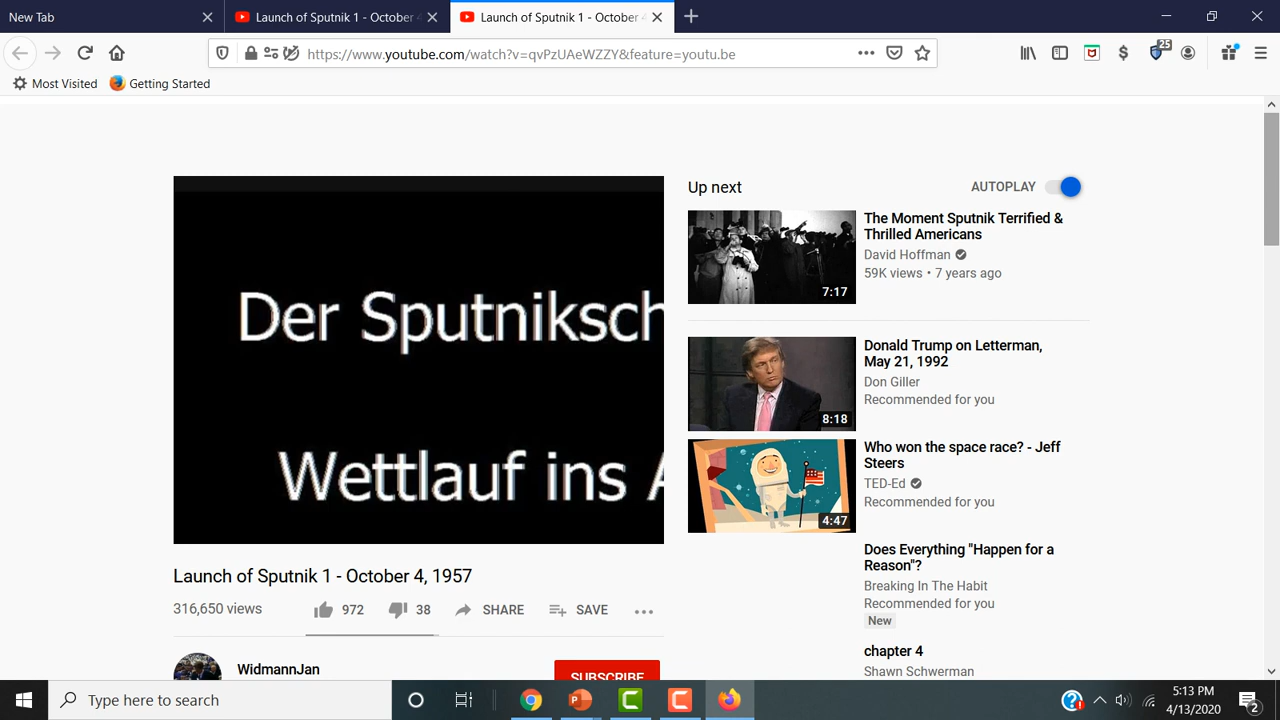 New Tab
Launch of Sputnik 1 - October 4
Launch of Sputnik 1 - October
https://www.youtube.com/watch?v=qvPzUAeWZZY&feature=youtu.be
25
Most Visited
Getting Started
Der Sputniksch
Wettlauf ins A
Launch of Sputnik 1 - October 4, 1957
316,650 views
972
38
SHARE
SAVE
WidmannJan
SUBSCRIBE
Up next
AUTOPLAY
The Moment Sputnik Terrified &
Thrilled Americans
David Hoffman
59K views • 7 years ago
7:17
Donald Trump on Letterman,
May 21, 1992
Don Giller
Recommended for you
8:18
Who won the space race? - Jeff
Steers
TED-Ed
Recommended for you
4:47
Does Everything "Happen for a
Reason"?
Breaking In The Habit
Recommended for you
New
chapter 4
Shawn Schwerman
Type here to search
5:13 PM
4/13/2020
2